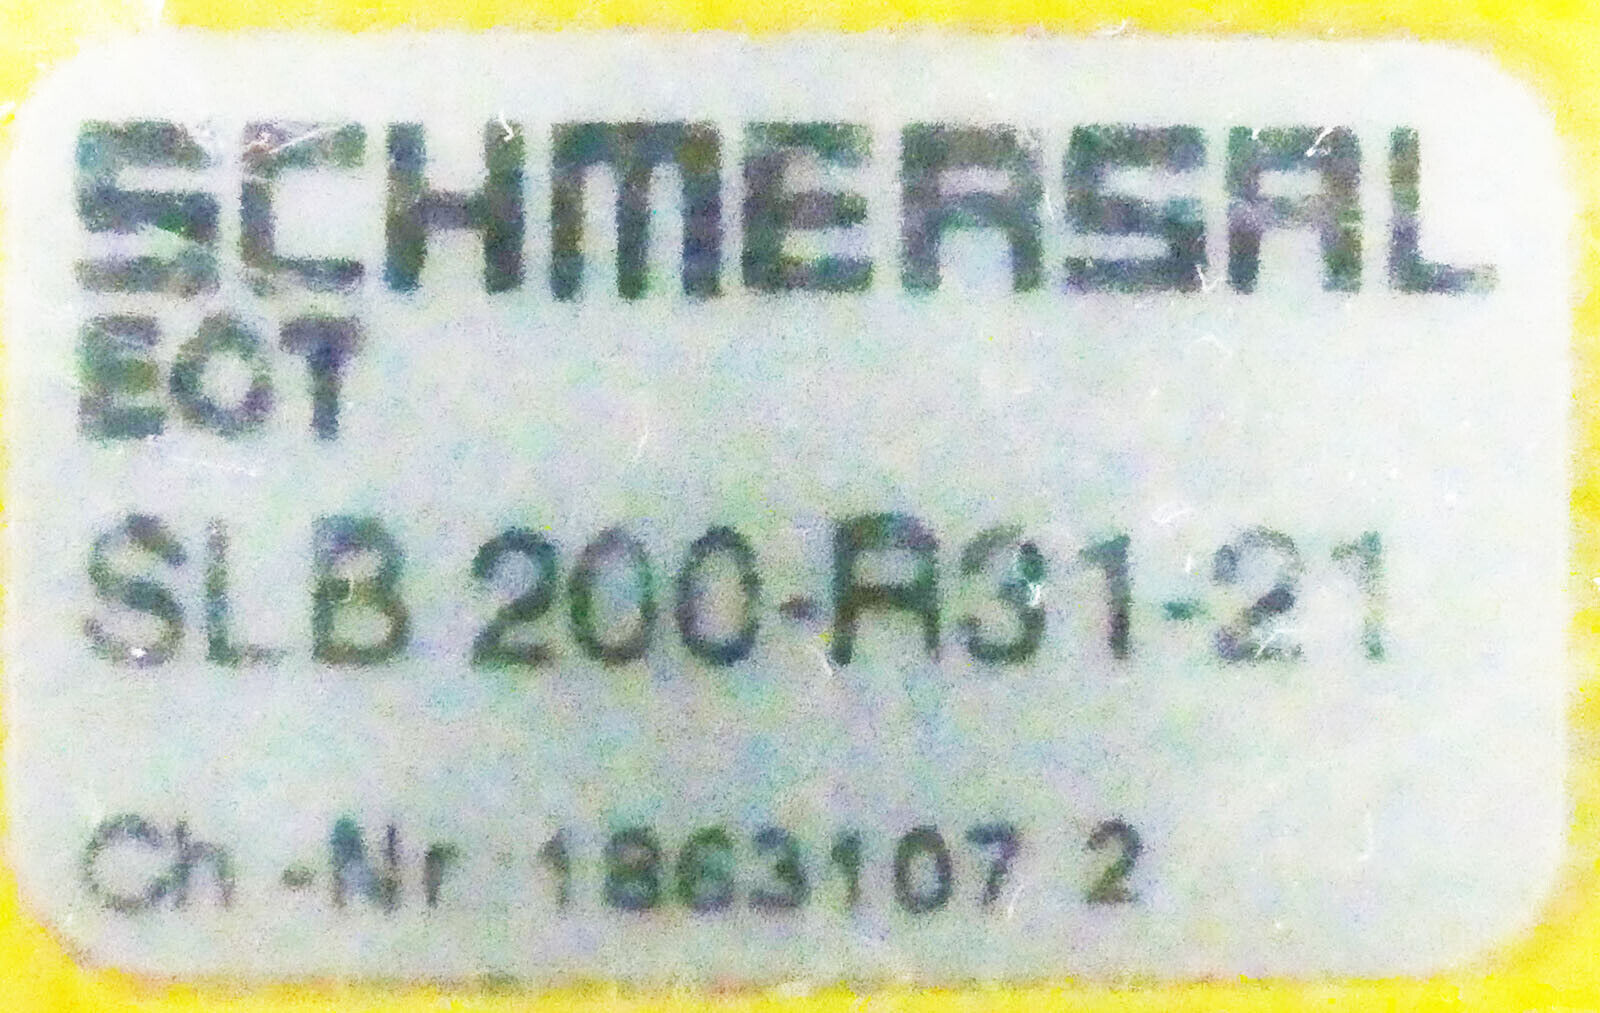 SCHMERSAL
EOT
SLB 200-R31-21
Ch.-Nr 1863107 2